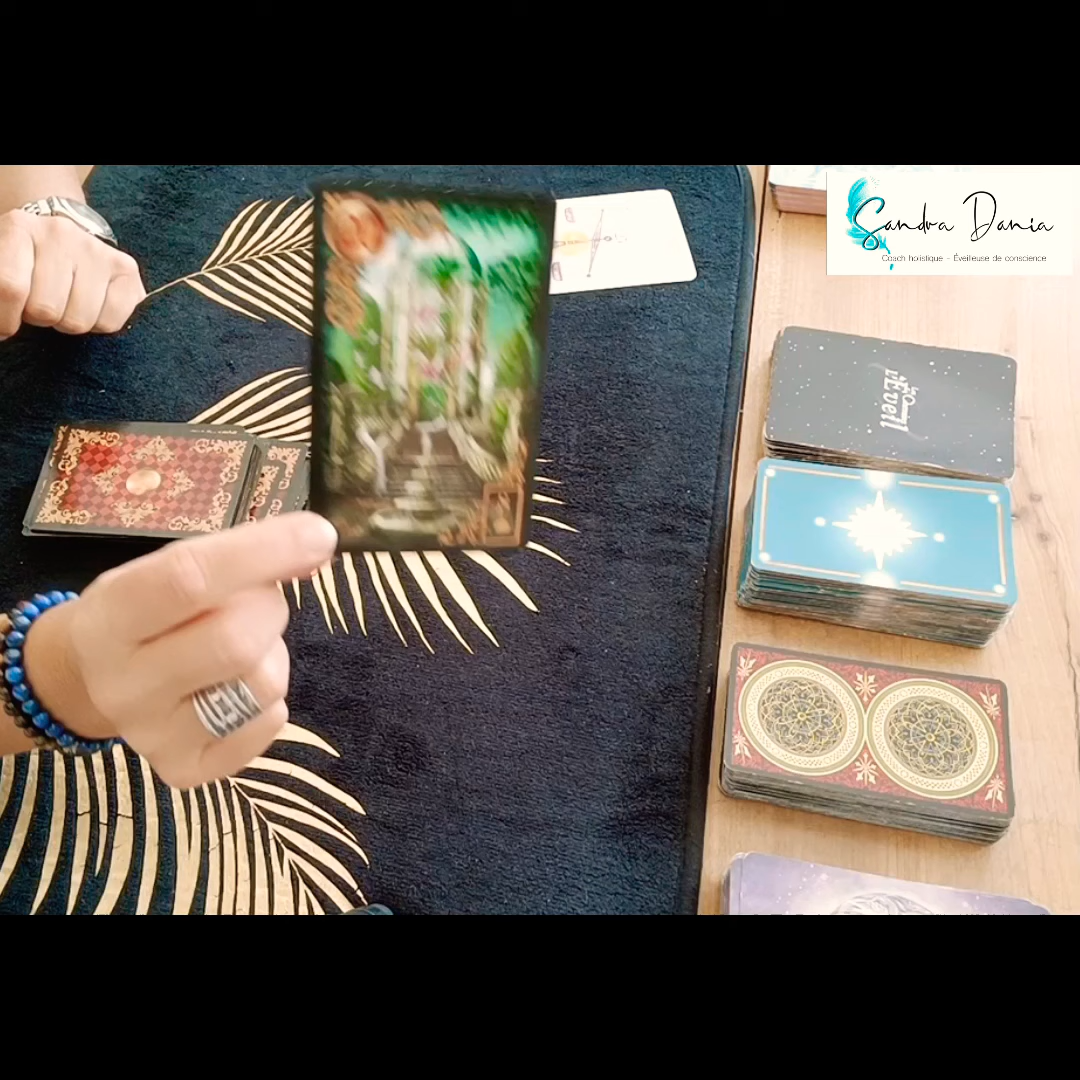 Sandra Dania
Coach holistique – Éveilleuse de conscience
l'Éveil